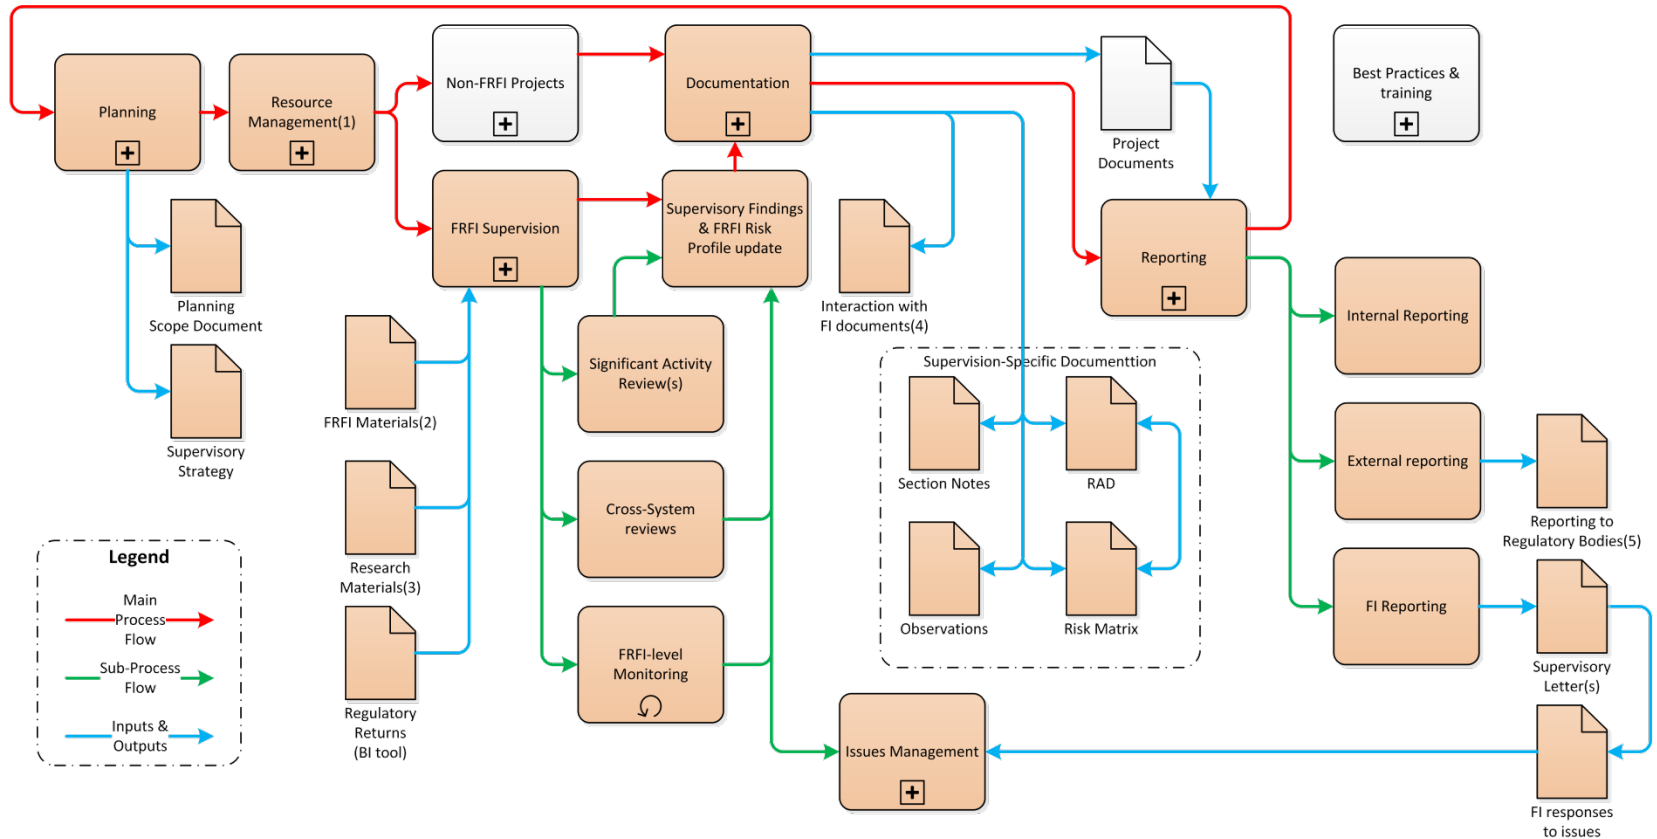 Planning
Resource
Management(1)
Non-FRFI Projects
Documentation
Project
Documents
Best Practices &
training
FRFI Supervision
Supervisory Findings
& FRFI Risk
Profile update
Interaction with
FI documents(4)
Reporting
Planning
Scope Document
Supervisory
Strategy
FRFI Materials(2)
Research
Materials(3)
Regulatory
Returns
(BI tool)
Significant Activity
Review(s)
Cross-System
reviews
FRFI-level
Monitoring
Supervision-Specific Documenttion
Section Notes
RAD
Observations
Risk Matrix
Issues Management
Internal Reporting
External reporting
Reporting to
Regulatory Bodies(5)
FI Reporting
Supervisory
Letter(s)
FI responses
to issues
Legend
Main
Process
Flow
Sub-Process
Flow
Inputs &
Outputs